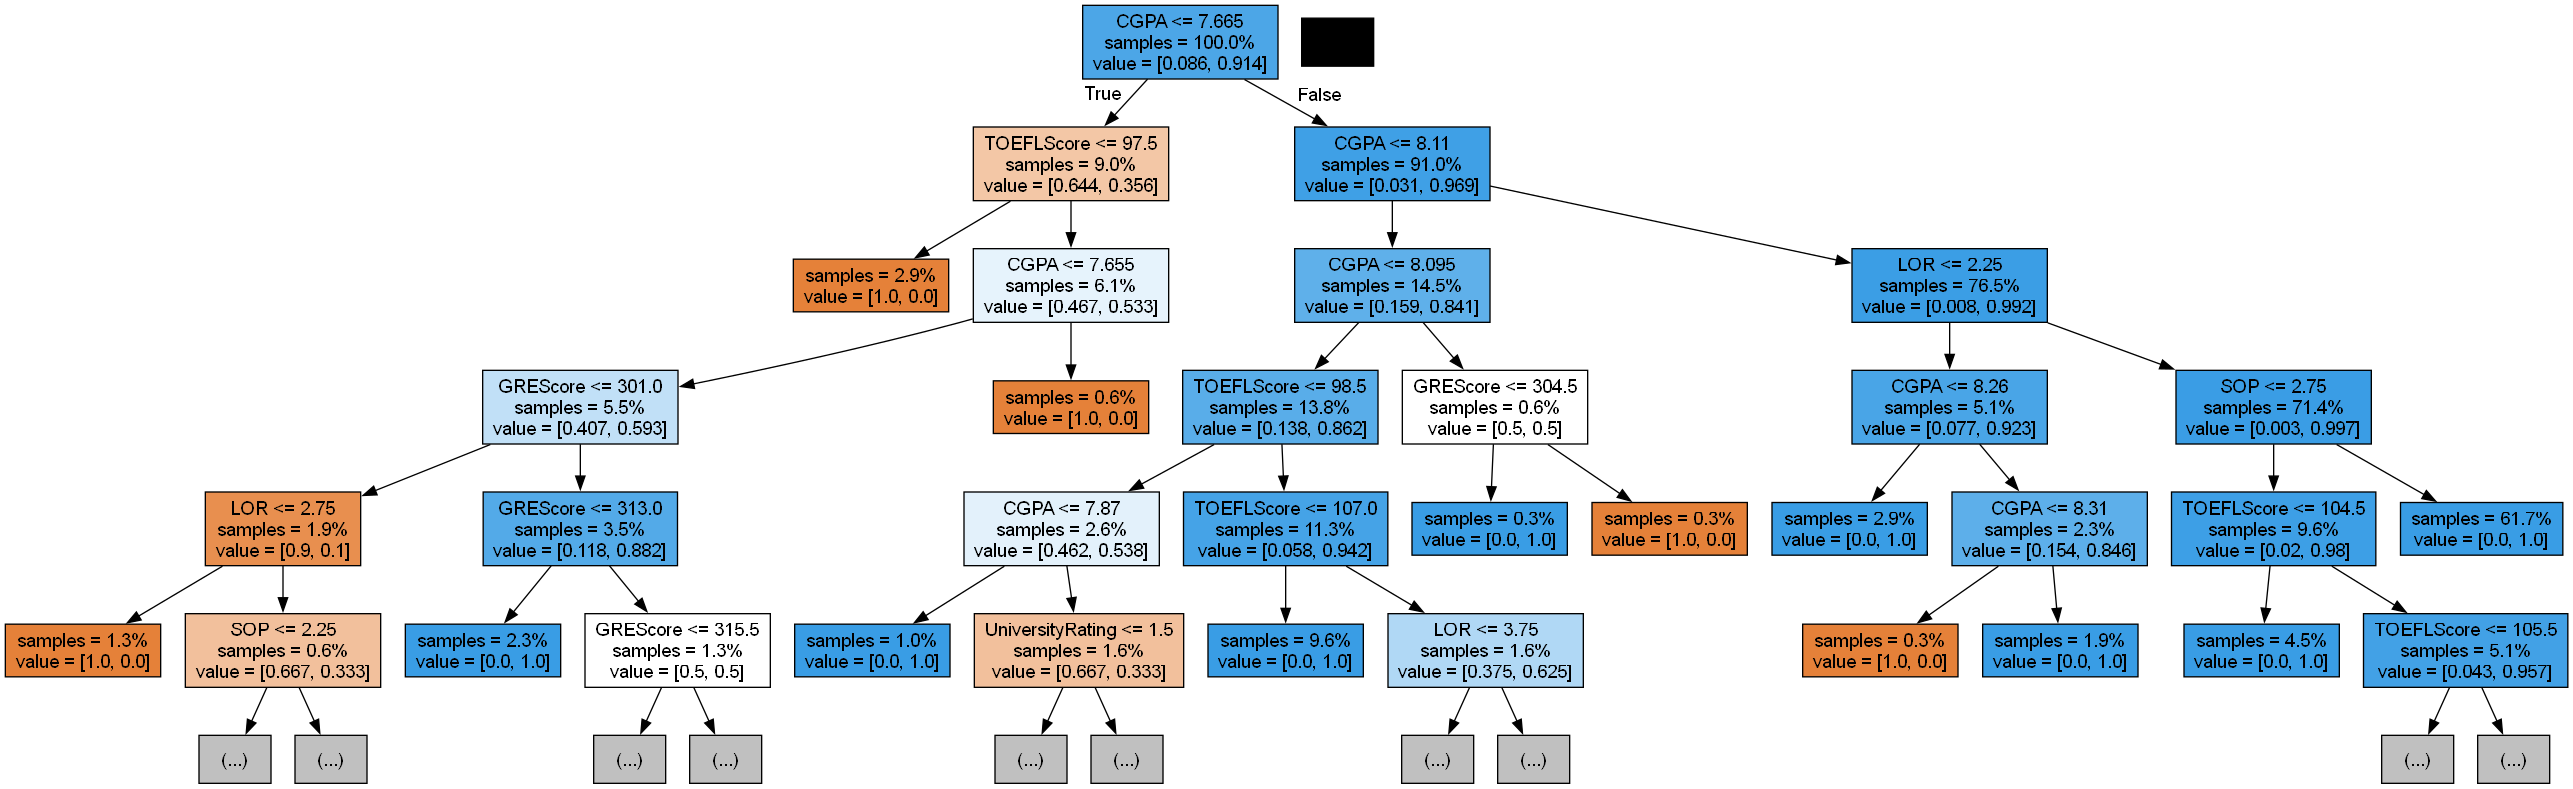 CGPA <= 7.665
samples = 100.0%
value = [0.086, 0.914]
True
False
TOEFLScore <= 97.5
samples = 9.0%
value = [0.644, 0.356]
CGPA <= 8.11
samples = 91.0%
value = [0.031, 0.969]
samples = 2.9%
value = [1.0, 0.0]
CGPA <= 7.655
samples = 6.1%
value = [0.467, 0.533]
CGPA <= 8.095
samples = 14.5%
value = [0.159, 0.841]
LOR <= 2.25
samples = 76.5%
value = [0.008, 0.992]
GREScore <= 301.0
samples = 5.5%
value = [0.407, 0.593]
samples = 0.6%
value = [1.0, 0.0]
TOEFLScore <= 98.5
samples = 13.8%
value = [0.138, 0.862]
GREScore <= 304.5
samples = 0.6%
value = [0.5, 0.5]
CGPA <= 8.26
samples = 5.1%
value = [0.077, 0.923]
SOP <= 2.75
samples = 71.4%
value = [0.003, 0.997]
LOR <= 2.75
samples = 1.9%
value = [0.9, 0.1]
GREScore <= 313.0
samples = 3.5%
value = [0.118, 0.882]
CGPA <= 7.87
samples = 2.6%
value = [0.462, 0.538]
TOEFLScore <= 107.0
samples = 11.3%
value = [0.058, 0.942]
samples = 0.3%
value = [0.0, 1.0]
samples = 0.3%
value = [1.0, 0.0]
samples = 2.9%
value = [0.0, 1.0]
CGPA <= 8.31
samples = 2.3%
value = [0.154, 0.846]
TOEFLScore <= 104.5
samples = 9.6%
value = [0.02, 0.98]
samples = 61.7%
value = [0.0, 1.0]
samples = 1.3%
value = [1.0, 0.0]
SOP <= 2.25
samples = 0.6%
value = [0.667, 0.333]
samples = 2.3%
value = [0.0, 1.0]
GREScore <= 315.5
samples = 1.3%
value = [0.5, 0.5]
samples = 1.0%
value = [0.0, 1.0]
UniversityRating <= 1.5
samples = 1.6%
value = [0.667, 0.333]
samples = 9.6%
value = [0.0, 1.0]
LOR <= 3.75
samples = 1.6%
value = [0.375, 0.625]
samples = 0.3%
value = [1.0, 0.0]
samples = 1.9%
value = [0.0, 1.0]
samples = 4.5%
value = [0.0, 1.0]
TOEFLScore <= 105.5
samples = 5.1%
value = [0.043, 0.957]
(...)
(...)
(...)
(...)
(...)
(...)
(...)
(...)
(...)
(...)